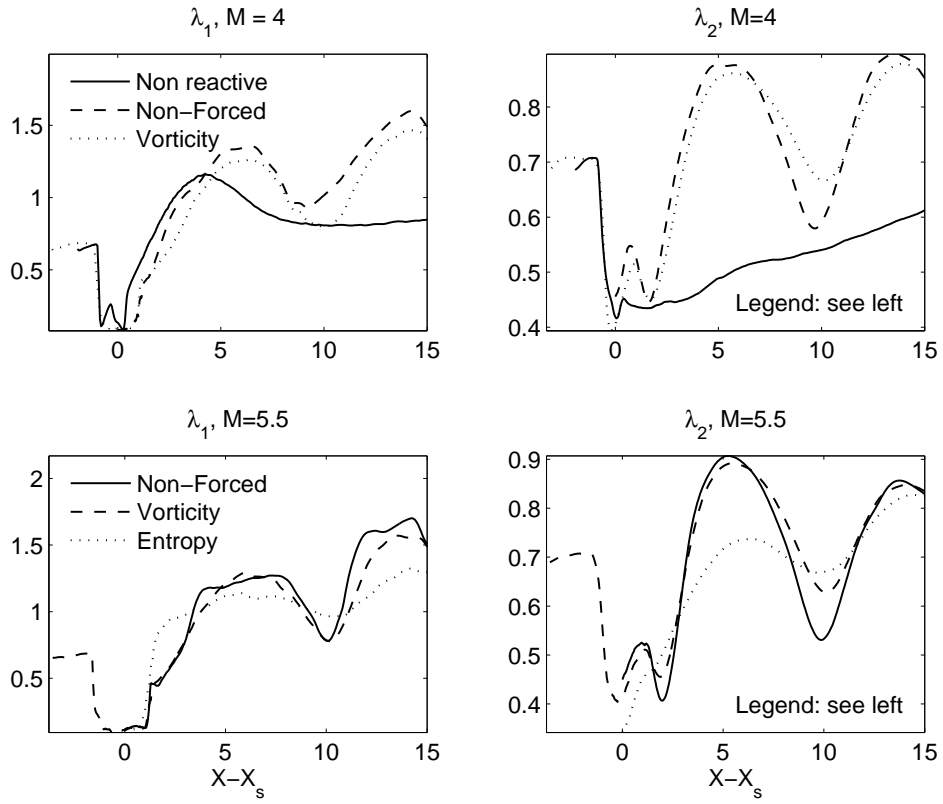 λ1, M = 4
λ2, M=4
Non reactive
Non−Forced
Vorticity
1.5
1
0.5
0 5 10 15
0.8
0.7
0.6
0.5
0.4
Legend: see left
0 5 10 15
λ1, M=5.5
λ2, M=5.5
Non−Forced
Vorticity
Entropy
2
1.5
1
0.5
0 5 10 15
X−Xs
0.9
0.8
0.7
0.6
0.5
0.4
Legend: see left
0 5 10 15
X−Xs